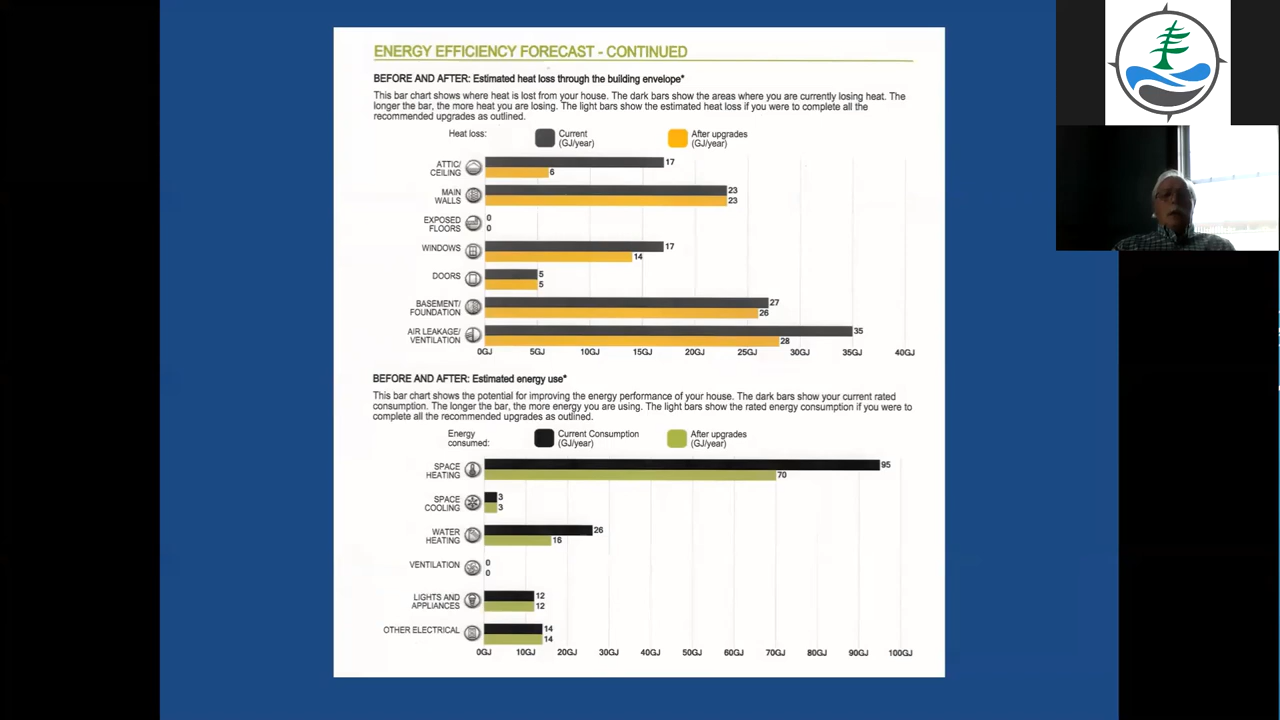 ENERGY EFFICIENCY FORECAST - CONTINUED
BEFORE AND AFTER: Estimated heat loss through the building envelope*
This bar chart shows where heat is lost from your house. The dark bars show the areas where you are currently losing heat. The
longer the bar, the more heat you are losing. The light bars show the estimated heat loss if you were to complete all the
recommended upgrades as outlined.
Heat loss:
Current
(GJ/year)
After upgrades
(GJ/year)
ATTIC/
CEILING
17
6
MAIN
WALLS
23
23
EXPOSED
FLOORS
0
0
WINDOWS
17
14
DOORS
5
5
BASEMENT/
FOUNDATION
27
26
AIR LEAKAGE/
VENTILATION
35
28
0GJ 5GJ 10GJ 15GJ 20GJ 25GJ 30GJ 35GJ 40GJ
BEFORE AND AFTER: Estimated energy use*
This bar chart shows the potential for improving the energy performance of your house. The dark bars show your current rated
consumption. The longer the bar, the more energy you are using. The light bars show the rated energy consumption if you were to
complete all the recommended upgrades as outlined.
Energy
consumed:
Current Consumption
(GJ/year)
After upgrades
(GJ/year)
SPACE
HEATING
95
70
SPACE
COOLING
3
3
WATER
HEATING
26
16
VENTILATION
0
0
LIGHTS AND
APPLIANCES
12
12
OTHER ELECTRICAL
14
14
0GJ 10GJ 20GJ 30GJ 40GJ 50GJ 60GJ 70GJ 80GJ 90GJ 100GJ